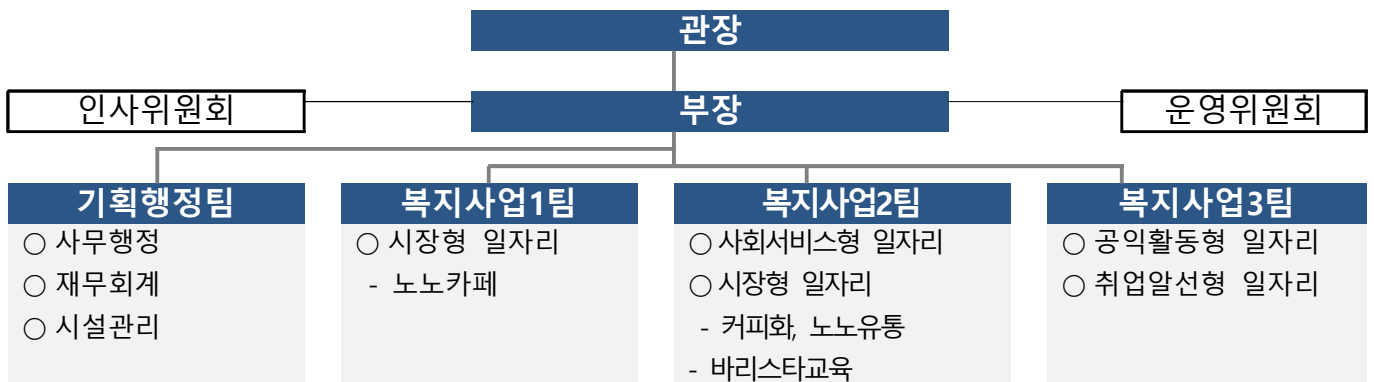 관장
인사위원회
부장
운영위원회
기획행정팀
○ 사무행정
○ 재무회계
○ 시설관리
복지사업1팀
○ 시장형 일자리
- 노노카페
복지사업2팀
○ 사회서비스형 일자리
○ 시장형 일자리
- 커피화, 노노유통
- 바리스타교육
복지사업3팀
○ 공익활동형 일자리
○ 취업알선형 일자리